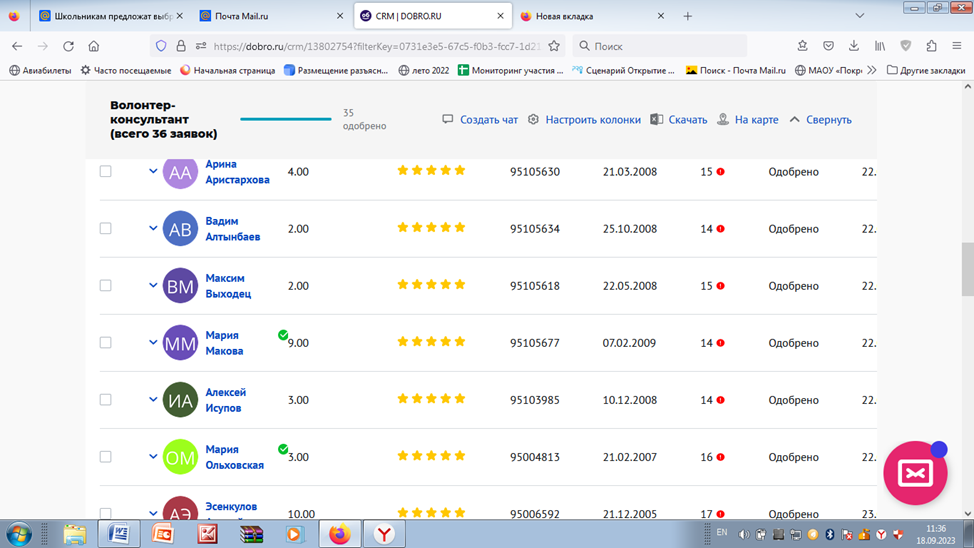 Школьникам предложат выбр
Почта Mail.ru
CRM | DOBRO.RU
Новая вкладка
https://dobro.ru/crm/13802754?filterKey=0731e3e5-67c5-f0b3-fcc7-1d21
Поиск
Авиабилеты
Часто посещаемые
Начальная страница
Размещение разъясн...
лето 2022
Мониторинг участия ...
Сценарий Открытие ...
Поиск - Почта Mail.ru
МАОУ «Покр
Другие закладки
Волонтер-
консультант
(всего 36 заявок)
35
одобрено
Создать чат
Настроить колонки
Скачать
На карте
Свернуть
АА Арина Аристархова 4.00 95105630 21.03.2008 15 Одобрено 22.
АВ Вадим Алтынбаев 2.00 95105634 25.10.2008 14 Одобрено 22.
ВМ Максим Выходец 2.00 95105618 22.05.2008 15 Одобрено 22.
ММ Мария Макова 9.00 95105677 07.02.2009 14 Одобрено 22.
ИА Алексей Исупов 3.00 95103985 10.12.2008 14 Одобрено 22.
ОМ Мария Ольховская 3.00 95004813 21.02.2007 16 Одобрено 22.
АЭ Эсенкулов 10.00 95006592 21.12.2005 17 Одобрено 23.
EN
11:36
18.09.2023